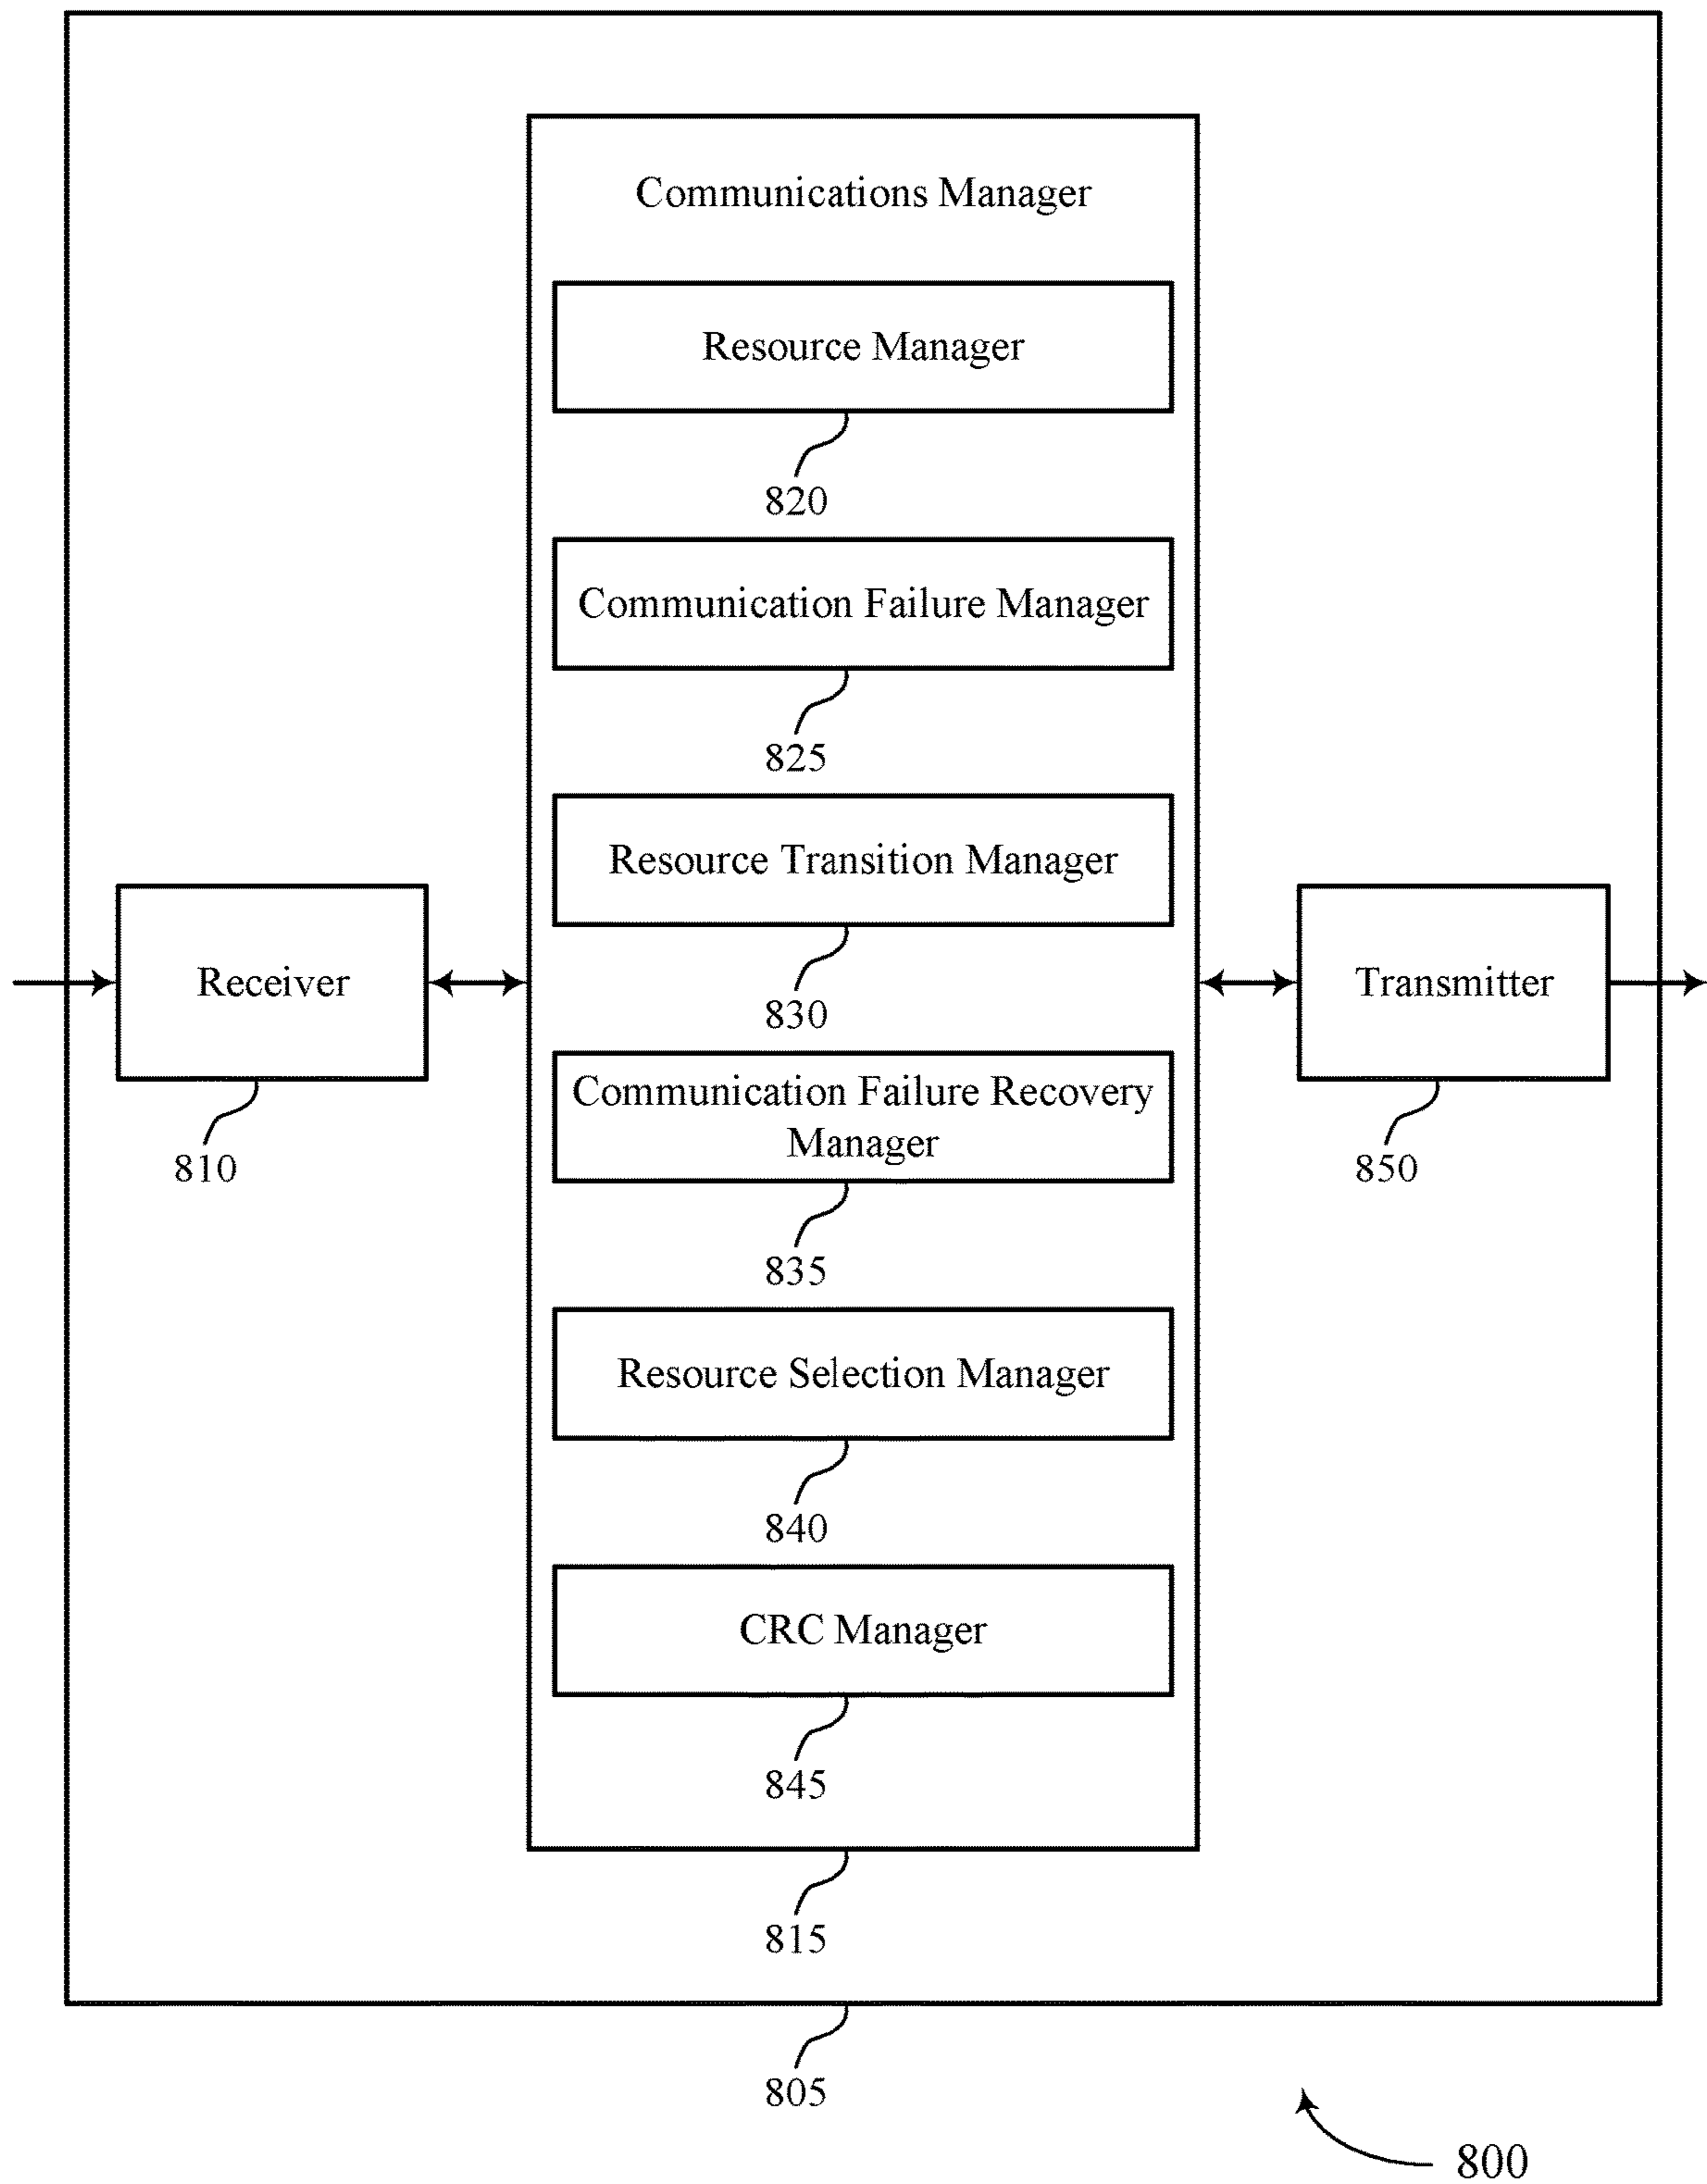 Communications Manager
Resource Manager
820
Communication Failure Manager
825
Resource Transition Manager
830
Receiver
810
Transmitter
850
Communication Failure Recovery
Manager
835
Resource Selection Manager
840
CRC Manager
845
815
805
800